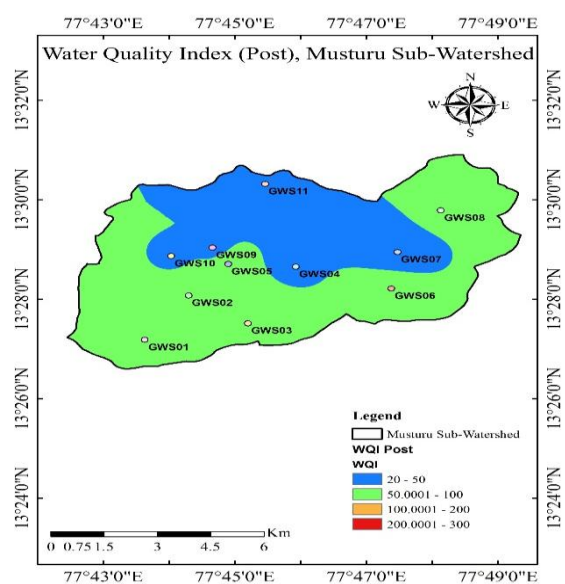 77°43'0"E 77°45'0"E 77°47'0"E 77°49'0"E
Water Quality Index (Post), Musturu Sub-Watershed
N
W E
S
13°32'0"N 13°32'0"N
13°30'0"N 13°30'0"N
13°28'0"N 13°28'0"N
13°26'0"N 13°26'0"N
13°24'0"N 13°24'0"N
GWS11
GWS08
GWS09
GWS10
GWS05
GWS04
GWS07
GWS06
GWS02
GWS03
GWS01
Legend
Musturu Sub-Watershed
WQI Post
WQI
20 - 50
50.0001 - 100
100.0001 - 200
200.0001 - 300
Km
0 0.75 1.5 3 4.5 6
77°43'0"E 77°45'0"E 77°47'0"E 77°49'0"E